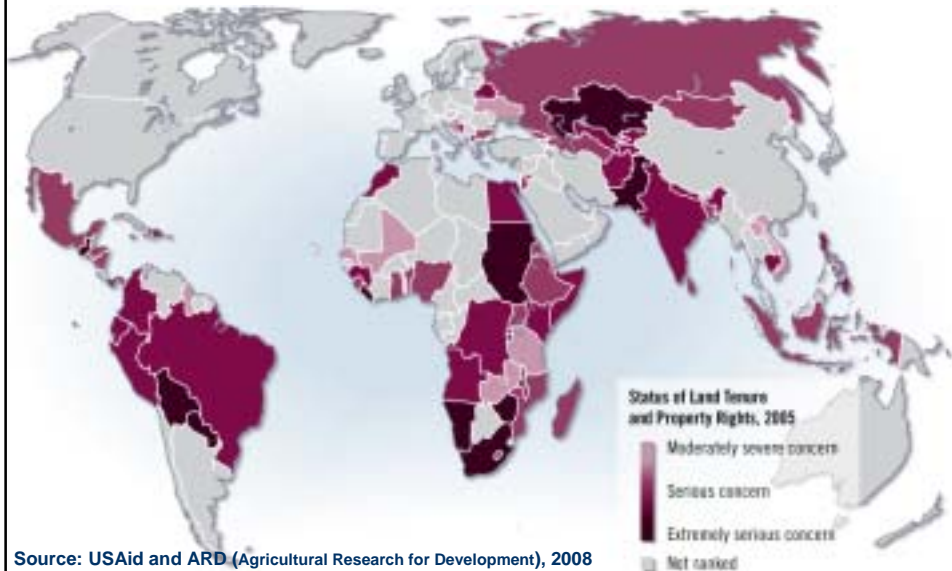 Status of Land Tenure
and Property Rights, 2005
Moderately severe concern
Serious concern
Extremely serious concern
Not ranked
Source: USAid and ARD (Agricultural Research for Development), 2008